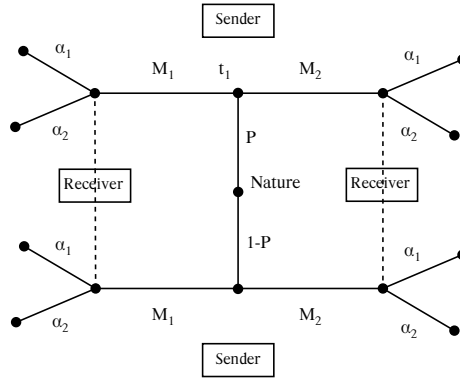 Sender
α₁ M₁ t₁ M₂ α₁
α₂ α₂
P
Receiver Nature Receiver
1-P
α₁ α₁
α₂ M₁ M₂ α₂
Sender